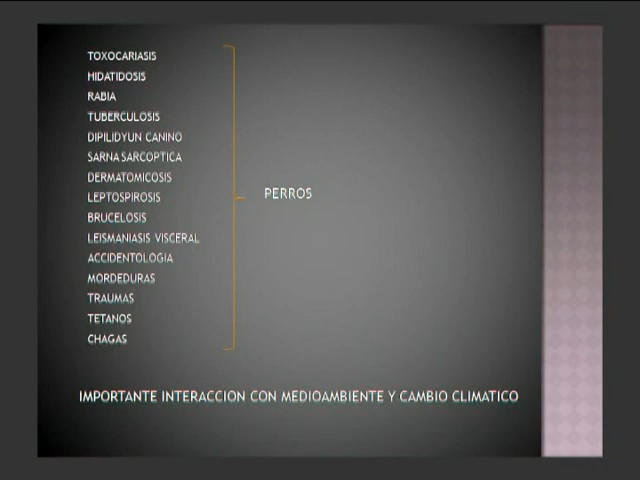 TOXOCARIASIS
HIDATIDOSIS
RABIA
TUBERCULOSIS
DIPILIDYUN CANINO
SARNA SARCOPTICA
DERMATOMICOSIS
LEPTOSPIROSIS
BRUCELOSIS
LEISMANIASIS VISCERAL
ACCIDENTOLOGIA
MORDEDURAS
TRAUMAS
TETANOS
CHAGAS
PERROS
IMPORTANTE INTERACCION CON MEDIOAMBIENTE Y CAMBIO CLIMATICO